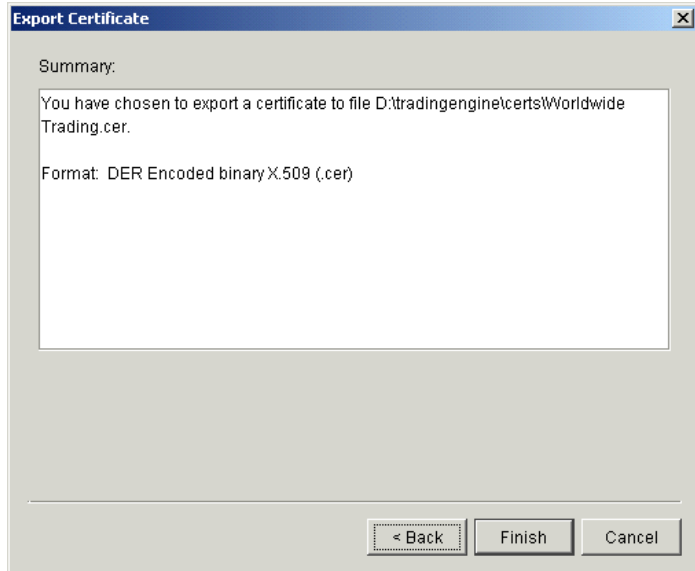 Export Certificate
Summary:
You have chosen to export a certificate to file D:\tradingengine\certs\Worldwide
Trading.cer.
Format: DER Encoded binary X.509 (.cer)
< Back
Finish
Cancel